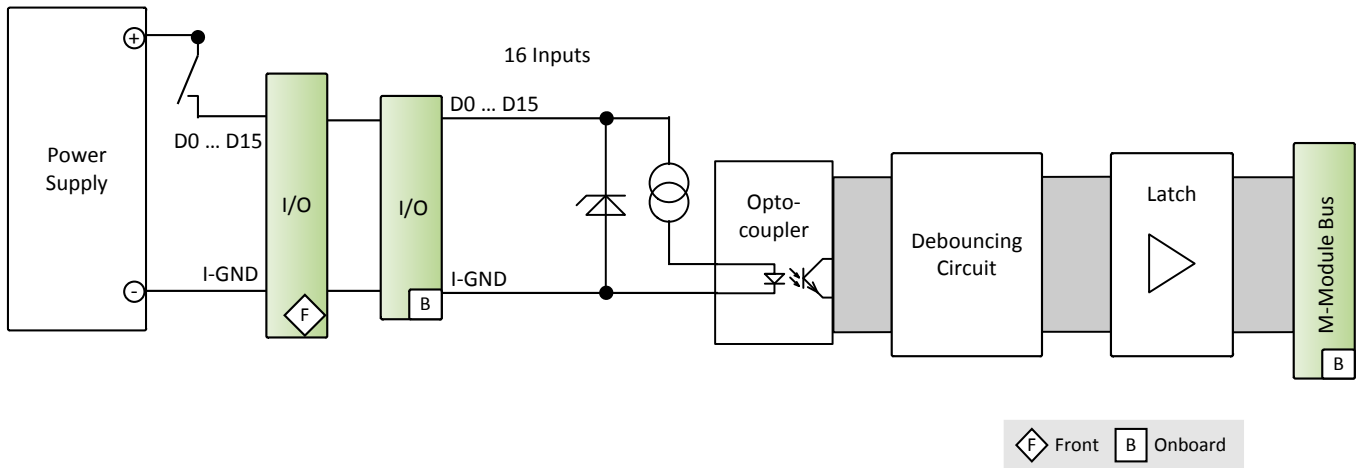 Power
Supply
+
-
D0 ... D15
I-GND
I/O
F
I/O
B
16 Inputs
D0 ... D15
I-GND
Opto-
coupler
Debouncing
Circuit
Latch
M-Module Bus
B
F Front B Onboard